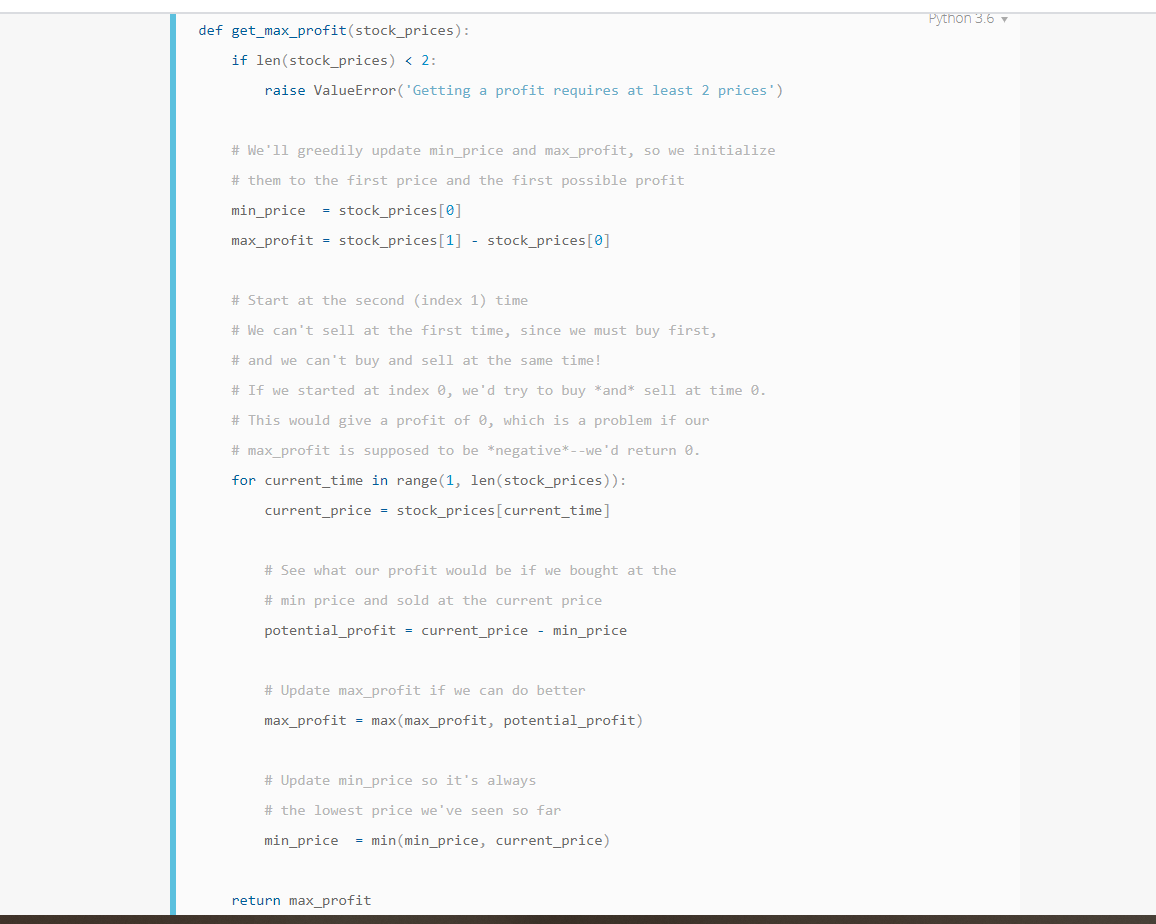 Python 3.6 ▼
def get_max_profit(stock_prices):
    if len(stock_prices) < 2:
        raise ValueError('Getting a profit requires at least 2 prices')

    # We'll greedily update min_price and max_profit, so we initialize
    # them to the first price and the first possible profit
    min_price  = stock_prices[0]
    max_profit = stock_prices[1] - stock_prices[0]

    # Start at the second (index 1) time
    # We can't sell at the first time, since we must buy first,
    # and we can't buy and sell at the same time!
    # If we started at index 0, we'd try to buy *and* sell at time 0.
    # This would give a profit of 0, which is a problem if our
    # max_profit is supposed to be *negative*--we'd return 0.
    for current_time in range(1, len(stock_prices)):
        current_price = stock_prices[current_time]

        # See what our profit would be if we bought at the
        # min price and sold at the current price
        potential_profit = current_price - min_price

        # Update max_profit if we can do better
        max_profit = max(max_profit, potential_profit)

        # Update min_price so it's always
        # the lowest price we've seen so far
        min_price  = min(min_price, current_price)

    return max_profit